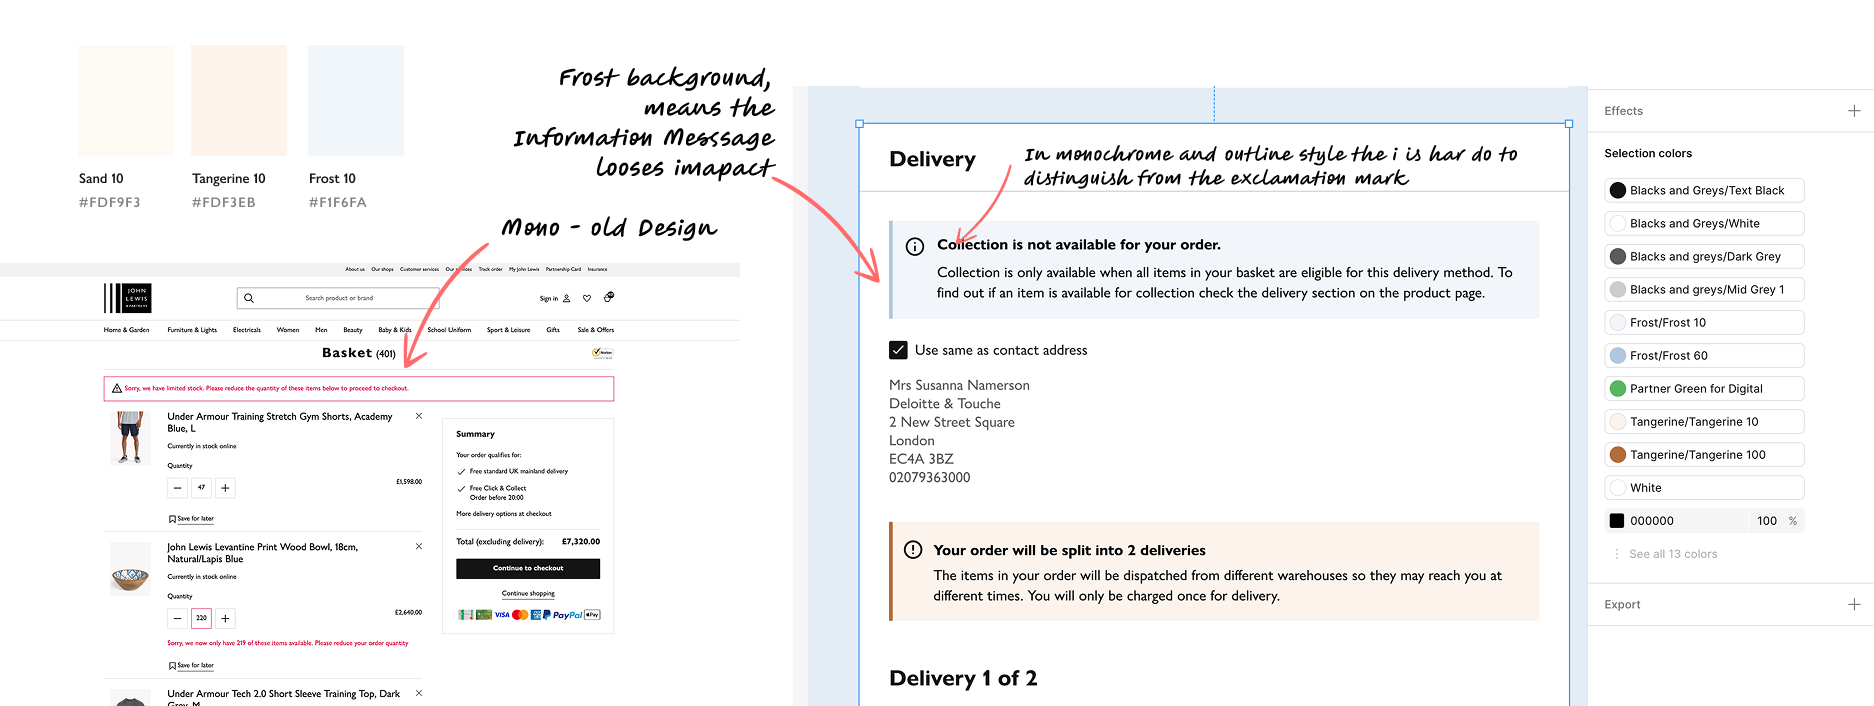 Sand 10
#FDF9F3
Tangerine 10
#FDF3EB
Frost 10
#F1F6FA
Frost background,
means the
Information Messsage
looses imapact
Mono - old Design
About us Our shops Customer services Our services Track order My John Lewis Partnership Card Insurance
JOHN
LEWIS
& PARTNERS
Search product or brand
Sign in
Home & Garden Furniture & Lights Electricals Women Men Beauty Baby & Kids School Uniform Sport & Leisure Gifts Sale & Offers
Basket (401)
Norton
Sorry, we have limited stock. Please reduce the quantity of these items below to proceed to checkout.
Under Armour Training Stretch Gym Shorts, Academy
Blue, L
Currently in stock online
Quantity
47
£1,598.00
Save for later
John Lewis Levantine Print Wood Bowl, 18cm,
Natural/Lapis Blue
Currently in stock online
Quantity
220
£2,640.00
Sorry, we now only have 219 of these items available. Please reduce your order quantity
Save for later
Under Armour Tech 2.0 Short Sleeve Training Top, Dark
Grey, M
Summary
Your order qualifies for:
Free standard UK mainland delivery
Free Click & Collect
Order before 20:00
More delivery options at checkout
Total (excluding delivery): £7,320.00
Continue to checkout
Continue shopping
VISA
PayPal
Pay
Delivery
In monochrome and outline style the i is har do to
distinguish from the exclamation mark
Collection is not available for your order.
Collection is only available when all items in your basket are eligible for this delivery method. To
find out if an item is available for collection check the delivery section on the product page.
Use same as contact address
Mrs Susanna Namerson
Deloitte & Touche
2 New Street Square
London
EC4A 3BZ
02079363000
Your order will be split into 2 deliveries
The items in your order will be dispatched from different warehouses so they may reach you at
different times. You will only be charged once for delivery.
Delivery 1 of 2
Effects
Selection colors
Blacks and Greys/Text Black
Blacks and Greys/White
Blacks and greys/Dark Grey
Blacks and greys/Mid Grey 1
Frost/Frost 10
Frost/Frost 60
Partner Green for Digital
Tangerine/Tangerine 10
Tangerine/Tangerine 100
White
000000 100 %
See all 13 colors
Export